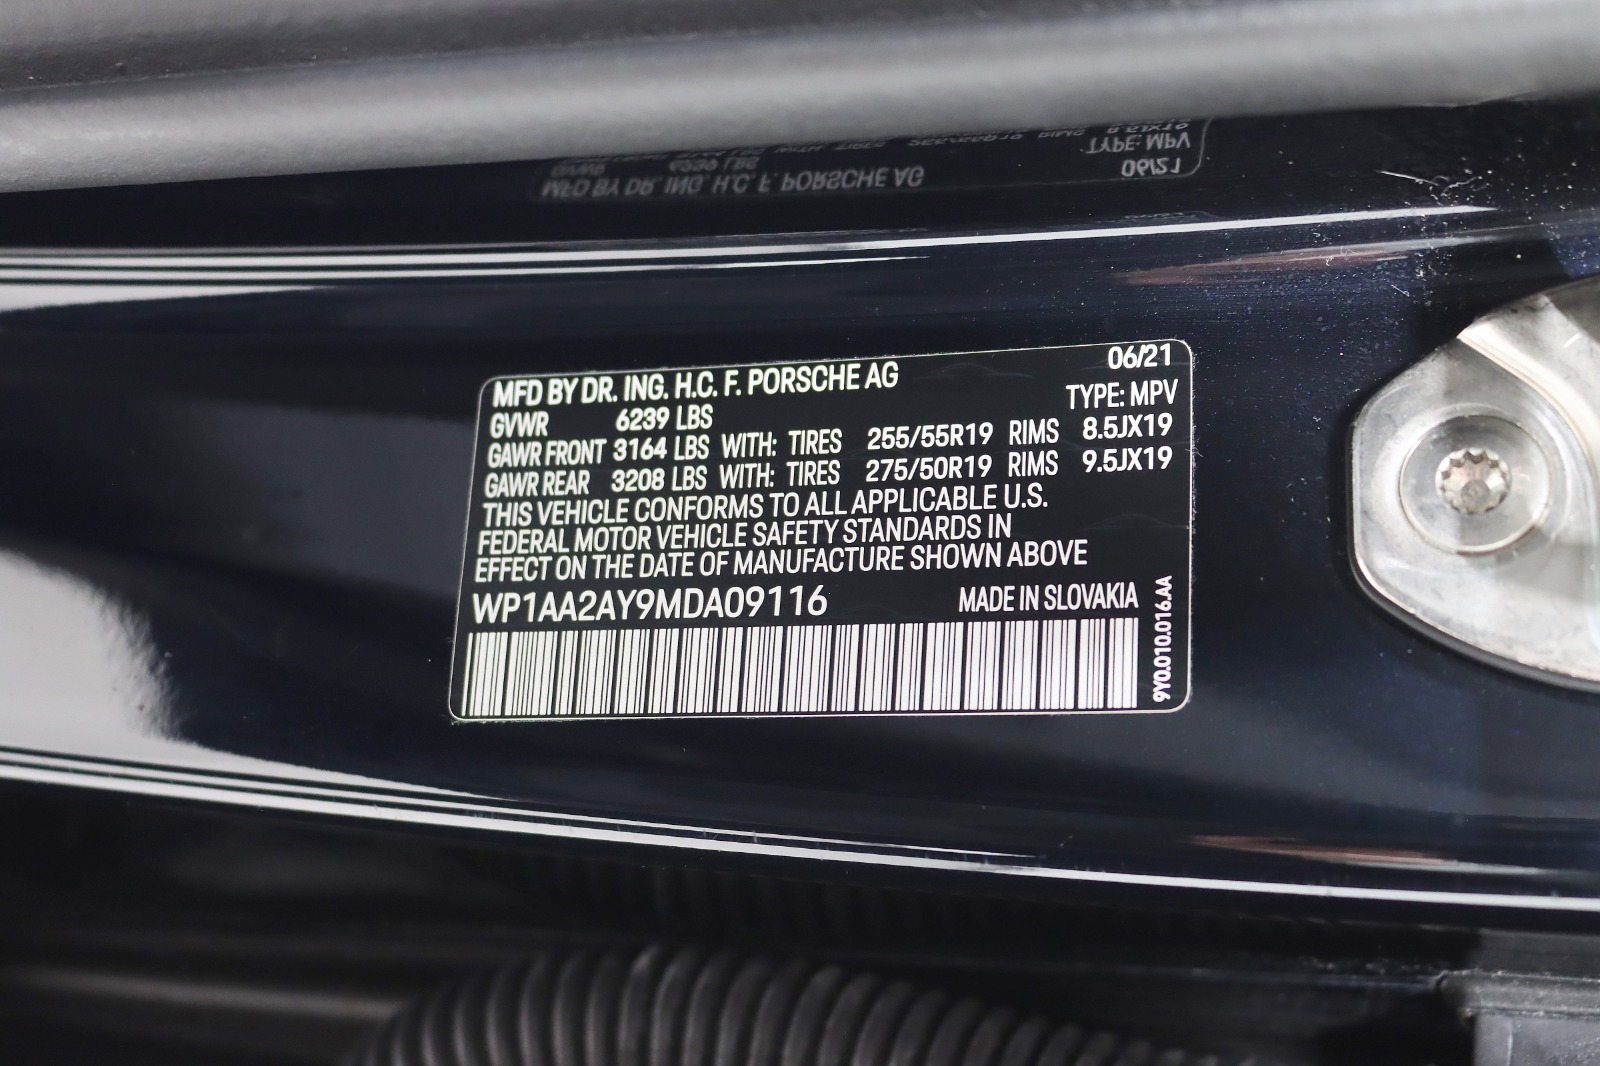 MFD BY DR. ING. H.C. F. PORSCHE AG 06/21
GVWR 6239 LBS TYPE: MPV
GAWR FRONT 3164 LBS WITH: TIRES 255/55R19 RIMS 8.5JX19
GAWR REAR 3208 LBS WITH: TIRES 275/50R19 RIMS 9.5JX19
THIS VEHICLE CONFORMS TO ALL APPLICABLE U.S.
FEDERAL MOTOR VEHICLE SAFETY STANDARDS IN
EFFECT ON THE DATE OF MANUFACTURE SHOWN ABOVE
WP1AA2AY9MDA09116 MADE IN SLOVAKIA
9Y0.010.016.AA